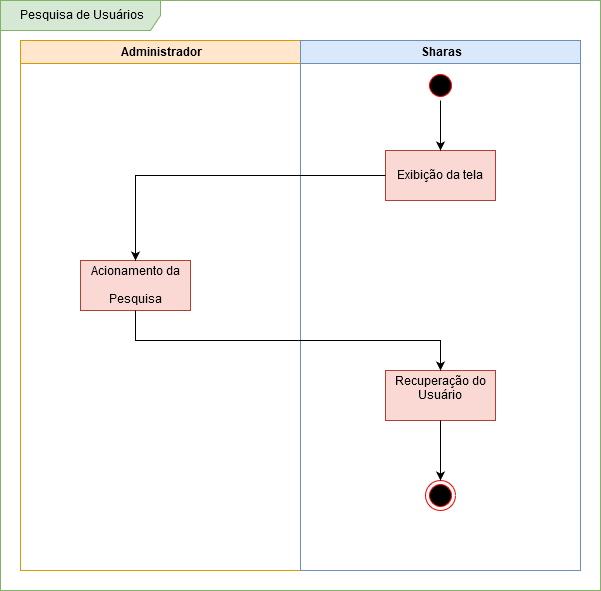 Pesquisa de Usuários
Administrador
Sharas
Exibição da tela
Acionamento da
Pesquisa
Recuperação do
Usuário